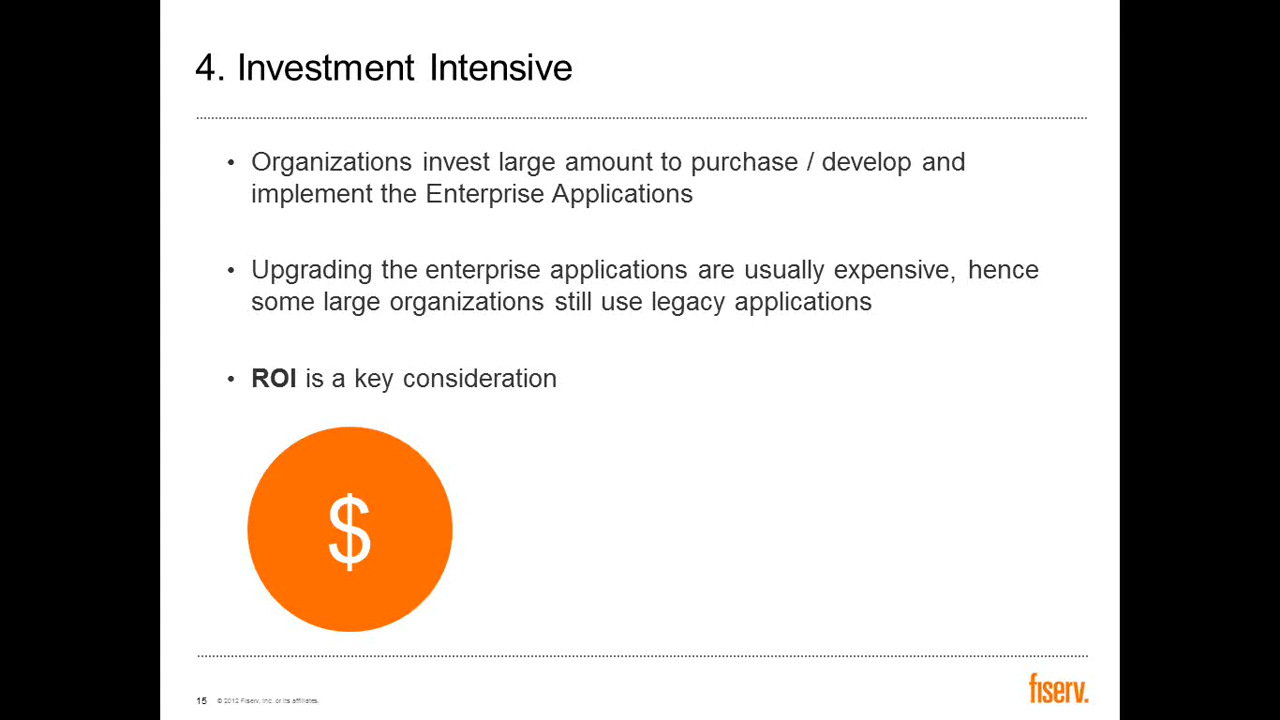 4. Investment Intensive
• Organizations invest large amount to purchase / develop and
implement the Enterprise Applications
• Upgrading the enterprise applications are usually expensive, hence
some large organizations still use legacy applications
• ROI is a key consideration
$
15 © 2012 Fiserv, Inc. or its affiliates.
fiserv.